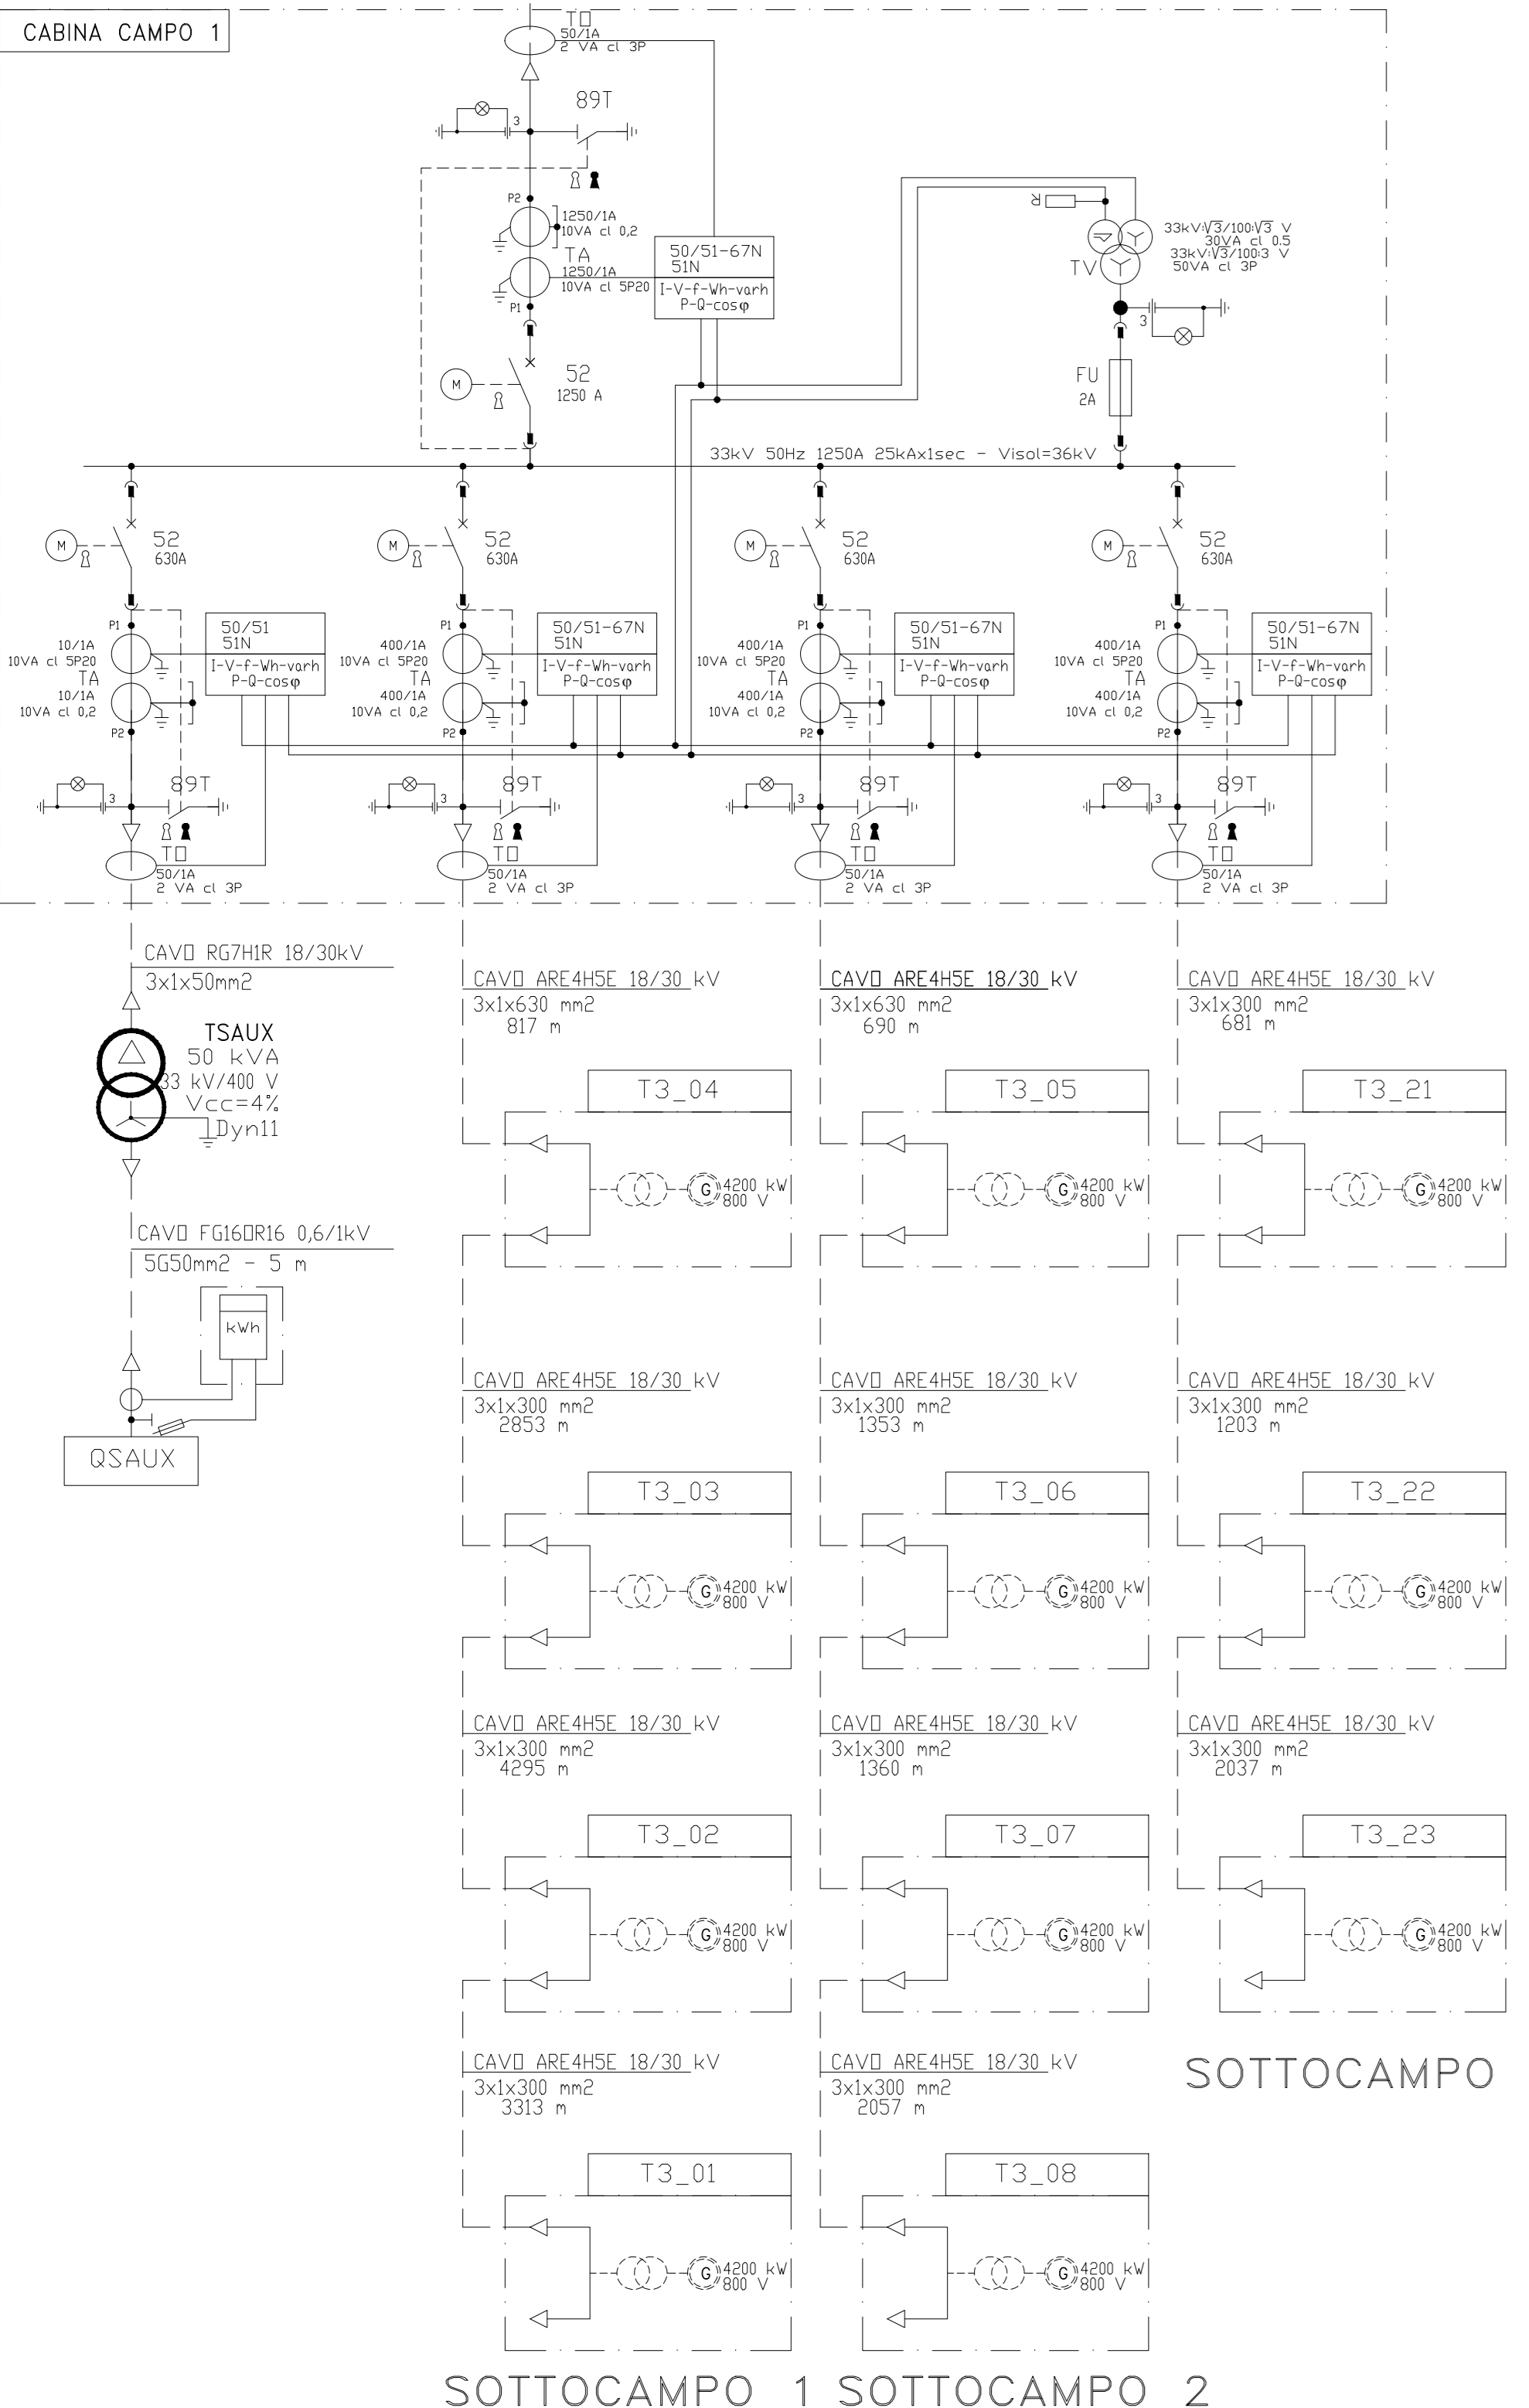 CABINA CAMPO 1
TO
50/1A
2 VA cl 3P
89T
3
P2
1250/1A
10VA cl 0,2
TA
1250/1A
10VA cl 5P20
P1
50/51-67N
51N
I-V-f-Wh-varh
P-Q-cosφ
M
52
1250 A
R
33kV:√3/100:√3 V
30VA cl 0.5
33kV:√3/100:3 V
50VA cl 3P
TV
3
FU
2A
33kV 50Hz 1250A 25kAx1sec - Visol=36kV
M
52
630A
M
52
630A
M
52
630A
M
52
630A
P1
10/1A
10VA cl 5P20
TA
10/1A
10VA cl 0,2
P2
50/51
51N
I-V-f-Wh-varh
P-Q-cosφ
P1
400/1A
10VA cl 5P20
TA
400/1A
10VA cl 0,2
P2
50/51-67N
51N
I-V-f-Wh-varh
P-Q-cosφ
P1
400/1A
10VA cl 5P20
TA
400/1A
10VA cl 0,2
P2
50/51-67N
51N
I-V-f-Wh-varh
P-Q-cosφ
P1
400/1A
10VA cl 5P20
TA
400/1A
10VA cl 0,2
P2
50/51-67N
51N
I-V-f-Wh-varh
P-Q-cosφ
3
89T
TO
50/1A
2 VA cl 3P
3
89T
TO
50/1A
2 VA cl 3P
3
89T
TO
50/1A
2 VA cl 3P
3
89T
TO
50/1A
2 VA cl 3P
CAVO RG7H1R 18/30kV
3x1x50mm2
TSAUX
50 kVA
33 kV/400 V
Vcc=4%
Dyn11
CAVO FG16OR16 0,6/1kV
5G50mm2 - 5 m
kWh
QSAUX
CAVO ARE4H5E 18/30 kV
3x1x630 mm2
817 m
T3_04
G
4200 kW
800 V
CAVO ARE4H5E 18/30 kV
3x1x300 mm2
2853 m
T3_03
G
4200 kW
800 V
CAVO ARE4H5E 18/30 kV
3x1x300 mm2
4295 m
T3_02
G
4200 kW
800 V
CAVO ARE4H5E 18/30 kV
3x1x300 mm2
3313 m
T3_01
G
4200 kW
800 V
SOTTOCAMPO 1
CAVO ARE4H5E 18/30 kV
3x1x630 mm2
690 m
T3_05
G
4200 kW
800 V
CAVO ARE4H5E 18/30 kV
3x1x300 mm2
1353 m
T3_06
G
4200 kW
800 V
CAVO ARE4H5E 18/30 kV
3x1x300 mm2
1360 m
T3_07
G
4200 kW
800 V
CAVO ARE4H5E 18/30 kV
3x1x300 mm2
2057 m
T3_08
G
4200 kW
800 V
SOTTOCAMPO 2
CAVO ARE4H5E 18/30 kV
3x1x300 mm2
681 m
T3_21
G
4200 kW
800 V
CAVO ARE4H5E 18/30 kV
3x1x300 mm2
1203 m
T3_22
G
4200 kW
800 V
CAVO ARE4H5E 18/30 kV
3x1x300 mm2
2037 m
T3_23
G
4200 kW
800 V
SOTTOCAMPO